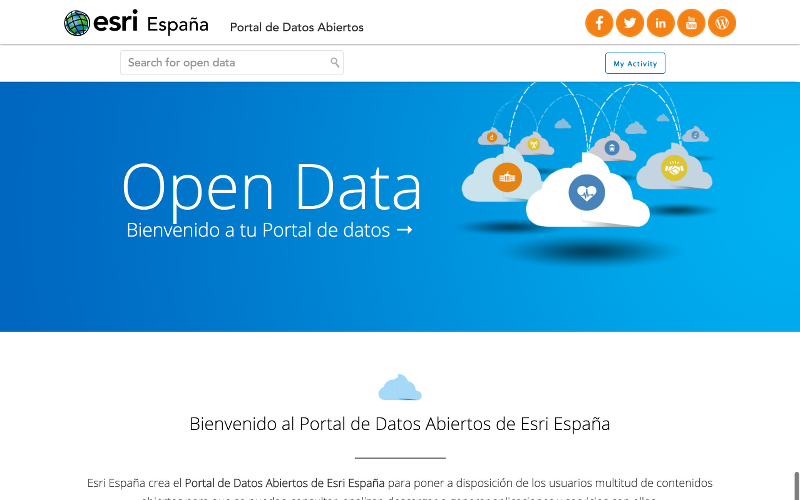 esri España
Portal de Datos Abiertos
Search for open data
My Activity
Open Data
Bienvenido a tu Portal de datos →
Bienvenido al Portal de Datos Abiertos de Esri España
Esri España crea el Portal de Datos Abiertos de Esri España para poner a disposición de los usuarios multitud de contenidos